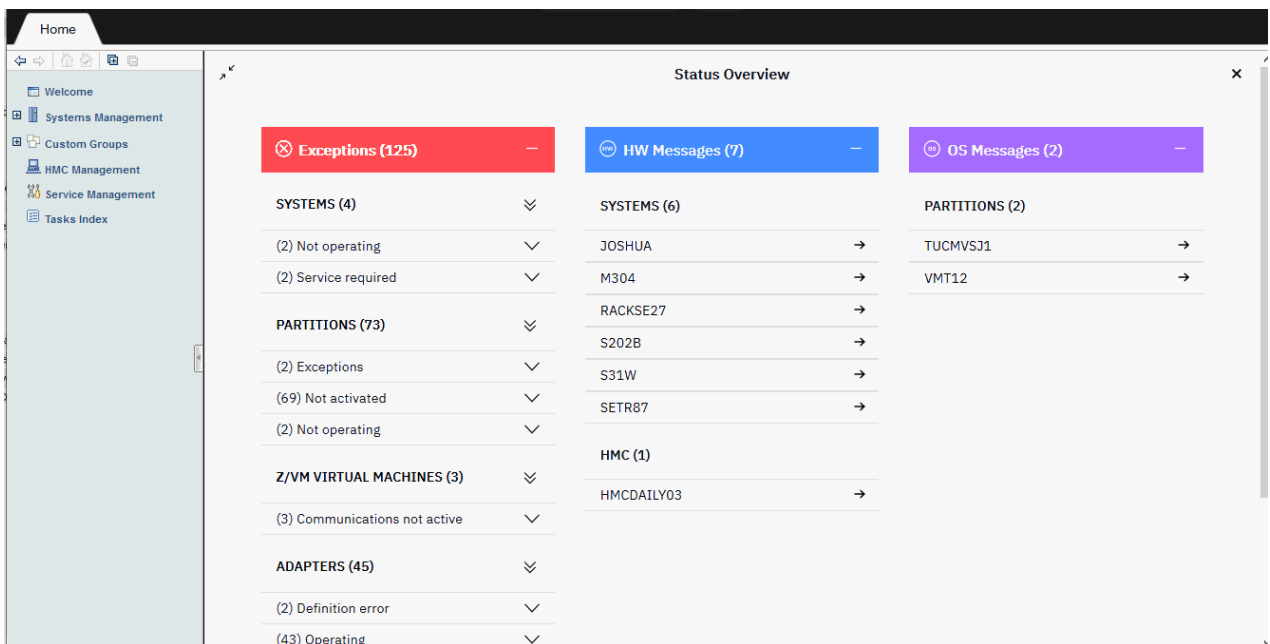 Home
Welcome
Systems Management
Custom Groups
HMC Management
Service Management
Tasks Index
Status Overview
Exceptions (125)
SYSTEMS (4)
(2) Not operating
(2) Service required
PARTITIONS (73)
(2) Exceptions
(69) Not activated
(2) Not operating
Z/VM VIRTUAL MACHINES (3)
(3) Communications not active
ADAPTERS (45)
(2) Definition error
(43) Operating
HW HW Messages (7)
SYSTEMS (6)
JOSHUA
M304
RACKSE27
S202B
S31W
SETR87
HMC (1)
HMCDAILY03
OS OS Messages (2)
PARTITIONS (2)
TUCMVSJ1
VMT12